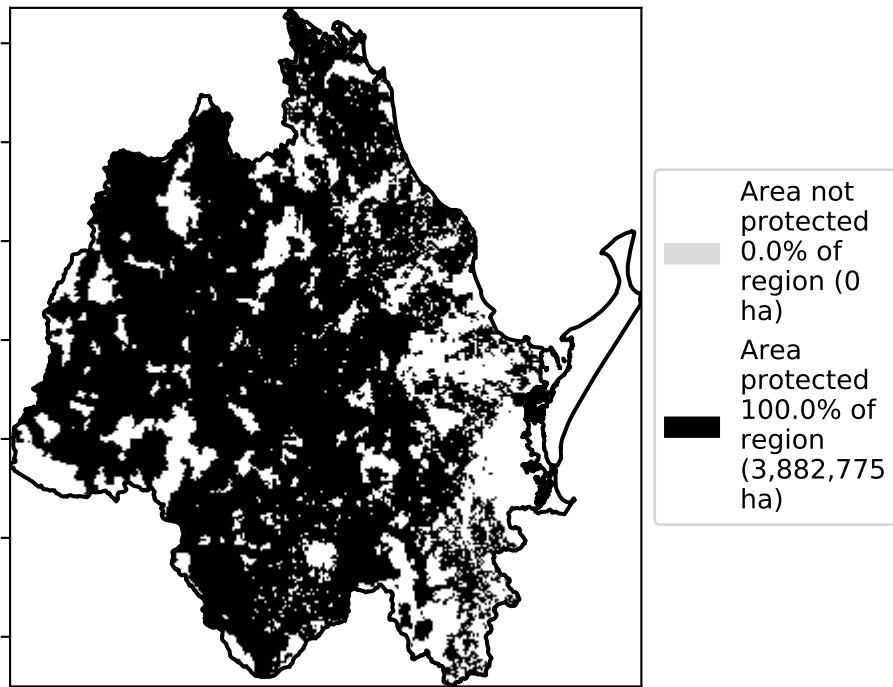 Area not
protected
0.0% of
region (0
ha)
Area
protected
100.0% of
region
(3,882,775
ha)